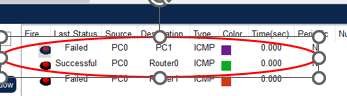 Fire Last Status Source Destination Type Color Time(sec) Nu
Failed PC0 PC1 ICMP 0.000 N
Successful PC0 Router0 ICMP 0.000 N
Failed PC0 ICMP 0.000 N